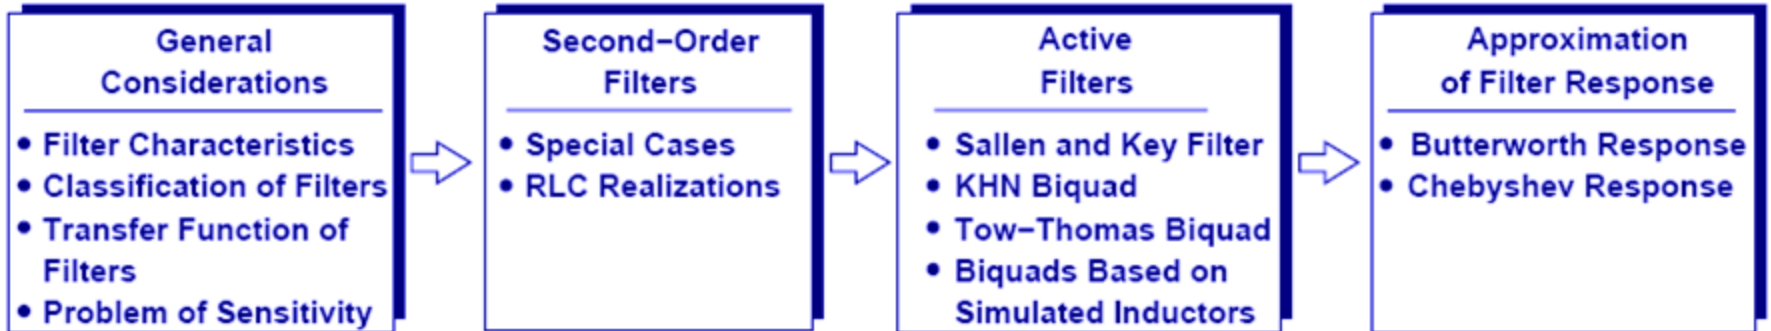 General
Considerations
• Filter Characteristics
• Classification of Filters
• Transfer Function of
Filters
• Problem of Sensitivity
Second−Order
Filters
• Special Cases
• RLC Realizations
Active
Filters
• Sallen and Key Filter
• KHN Biquad
• Tow−Thomas Biquad
• Biquads Based on
Simulated Inductors
Approximation
of Filter Response
• Butterworth Response
• Chebyshev Response